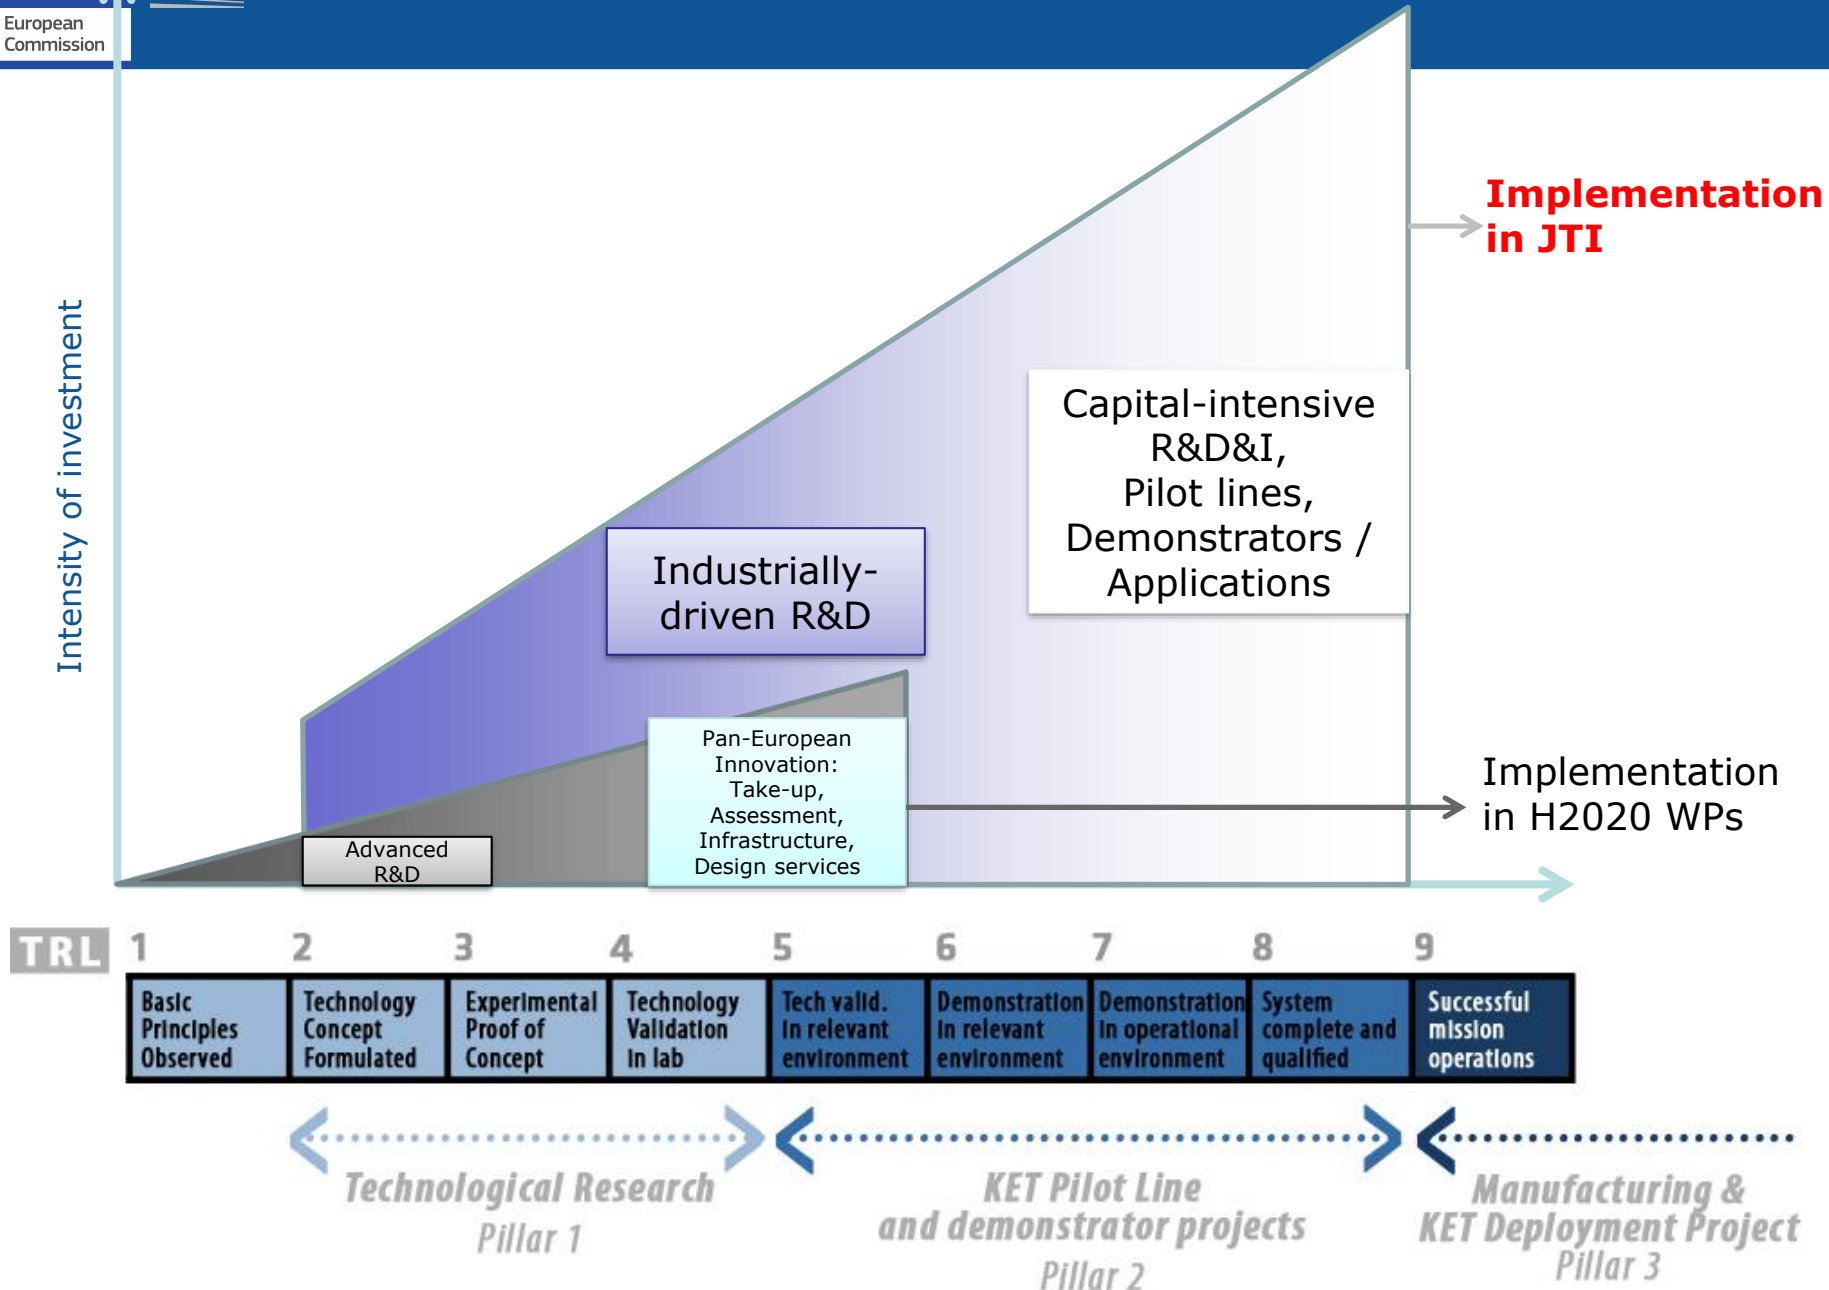 European
Commission
Implementation
in JTI
Intensity of investment
Capital-intensive
R&D&I,
Pilot lines,
Demonstrators /
Applications
Industrially-
driven R&D
Pan-European
Innovation:
Take-up,
Assessment,
Infrastructure,
Design services
Implementation
in H2020 WPs
Advanced
R&D
TRL 1 2 3 4 5 6 7 8 9
Basic
Principles
Observed
Technology
Concept
Formulated
Experimental
Proof of
Concept
Technology
Validation
in lab
Tech valid.
in relevant
environment
Demonstration
in relevant
environment
Demonstration
in operational
environment
System
complete and
qualified
Successful
mission
operations
Technological Research
Pillar 1
KET Pilot Line
and demonstrator projects
Pillar 2
Manufacturing &
KET Deployment Project
Pillar 3